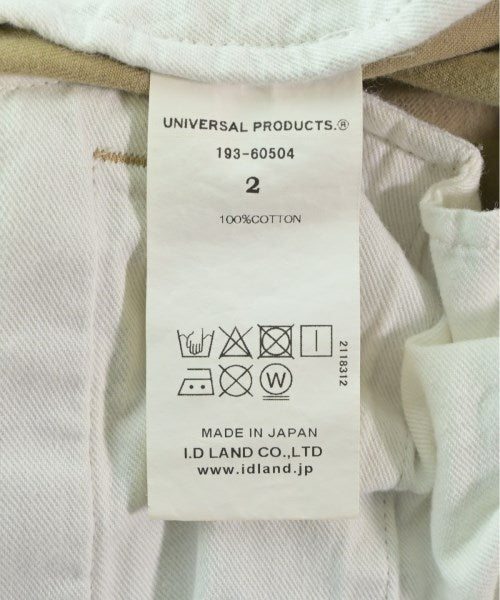 UNIVERSAL PRODUCTS.®
193-60504
2
100%COTTON
2118312
W
MADE IN JAPAN
I.D LAND CO.,LTD
www.idland.jp